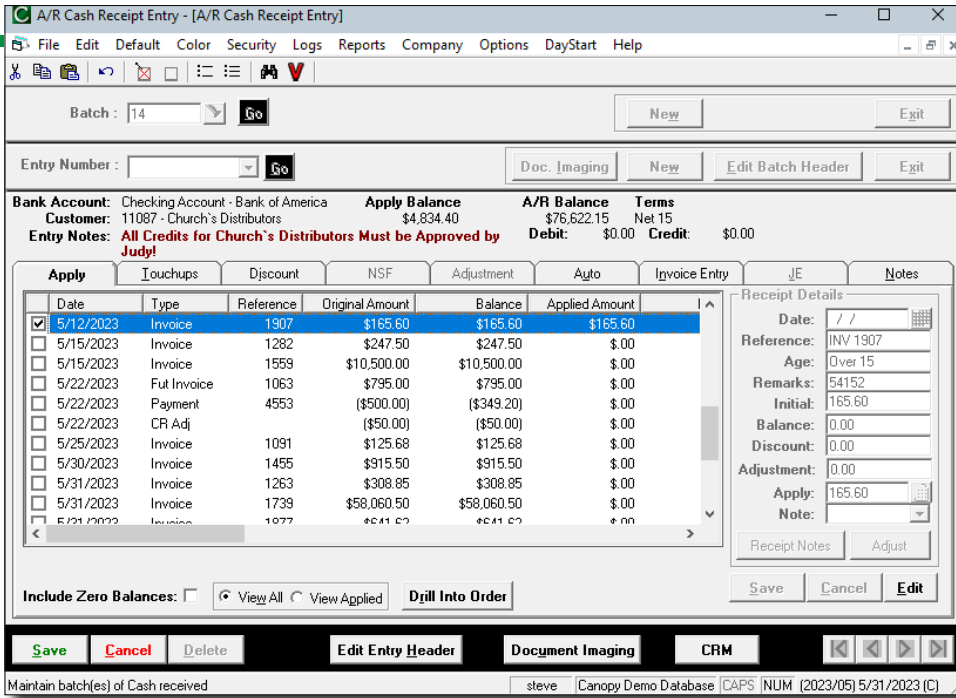 A/R Cash Receipt Entry - [A/R Cash Receipt Entry]
File Edit Default Color Security Logs Reports Company Options DayStart Help
Batch : 14 Go New Exit
Entry Number : Go Doc. Imaging New Edit Batch Header Exit
Bank Account: Checking Account - Bank of America Apply Balance A/R Balance Terms
Customer: 11087 - Church`s Distributors $4,834.40 $76,622.15 Net 15
Entry Notes: All Credits for Church`s Distributors Must be Approved by Debit: $0.00 Credit: $0.00
Judy!
Apply Touchups Discount NSF Adjustment Auto Invoice Entry JE Notes
Date Type Reference Original Amount Balance Applied Amount
5/12/2023 Invoice 1907 $165.60 $165.60 $165.60
5/15/2023 Invoice 1282 $247.50 $247.50 $.00
5/15/2023 Invoice 1559 $10,500.00 $10,500.00 $.00
5/22/2023 Fut Invoice 1063 $795.00 $795.00 $.00
5/22/2023 Payment 4553 ($500.00) ($349.20) $.00
5/22/2023 CR Adj ($50.00) ($50.00) $.00
5/25/2023 Invoice 1091 $125.68 $125.68 $.00
5/30/2023 Invoice 1455 $915.50 $915.50 $.00
5/31/2023 Invoice 1263 $308.85 $308.85 $.00
5/31/2023 Invoice 1739 $58,060.50 $58,060.50 $.00
Receipt Details
Date: / /
Reference: INV 1907
Age: Over 15
Remarks: 54152
Initial: 165.60
Balance: 0.00
Discount: 0.00
Adjustment: 0.00
Apply: 165.60
Note:
Receipt Notes Adjust
Include Zero Balances: View All View Applied Drill Into Order Save Cancel Edit
Save Cancel Delete Edit Entry Header Document Imaging CRM
Maintain batch(es) of Cash received steve Canopy Demo Database CAPS NUM (2023/05) 5/31/2023 (C)